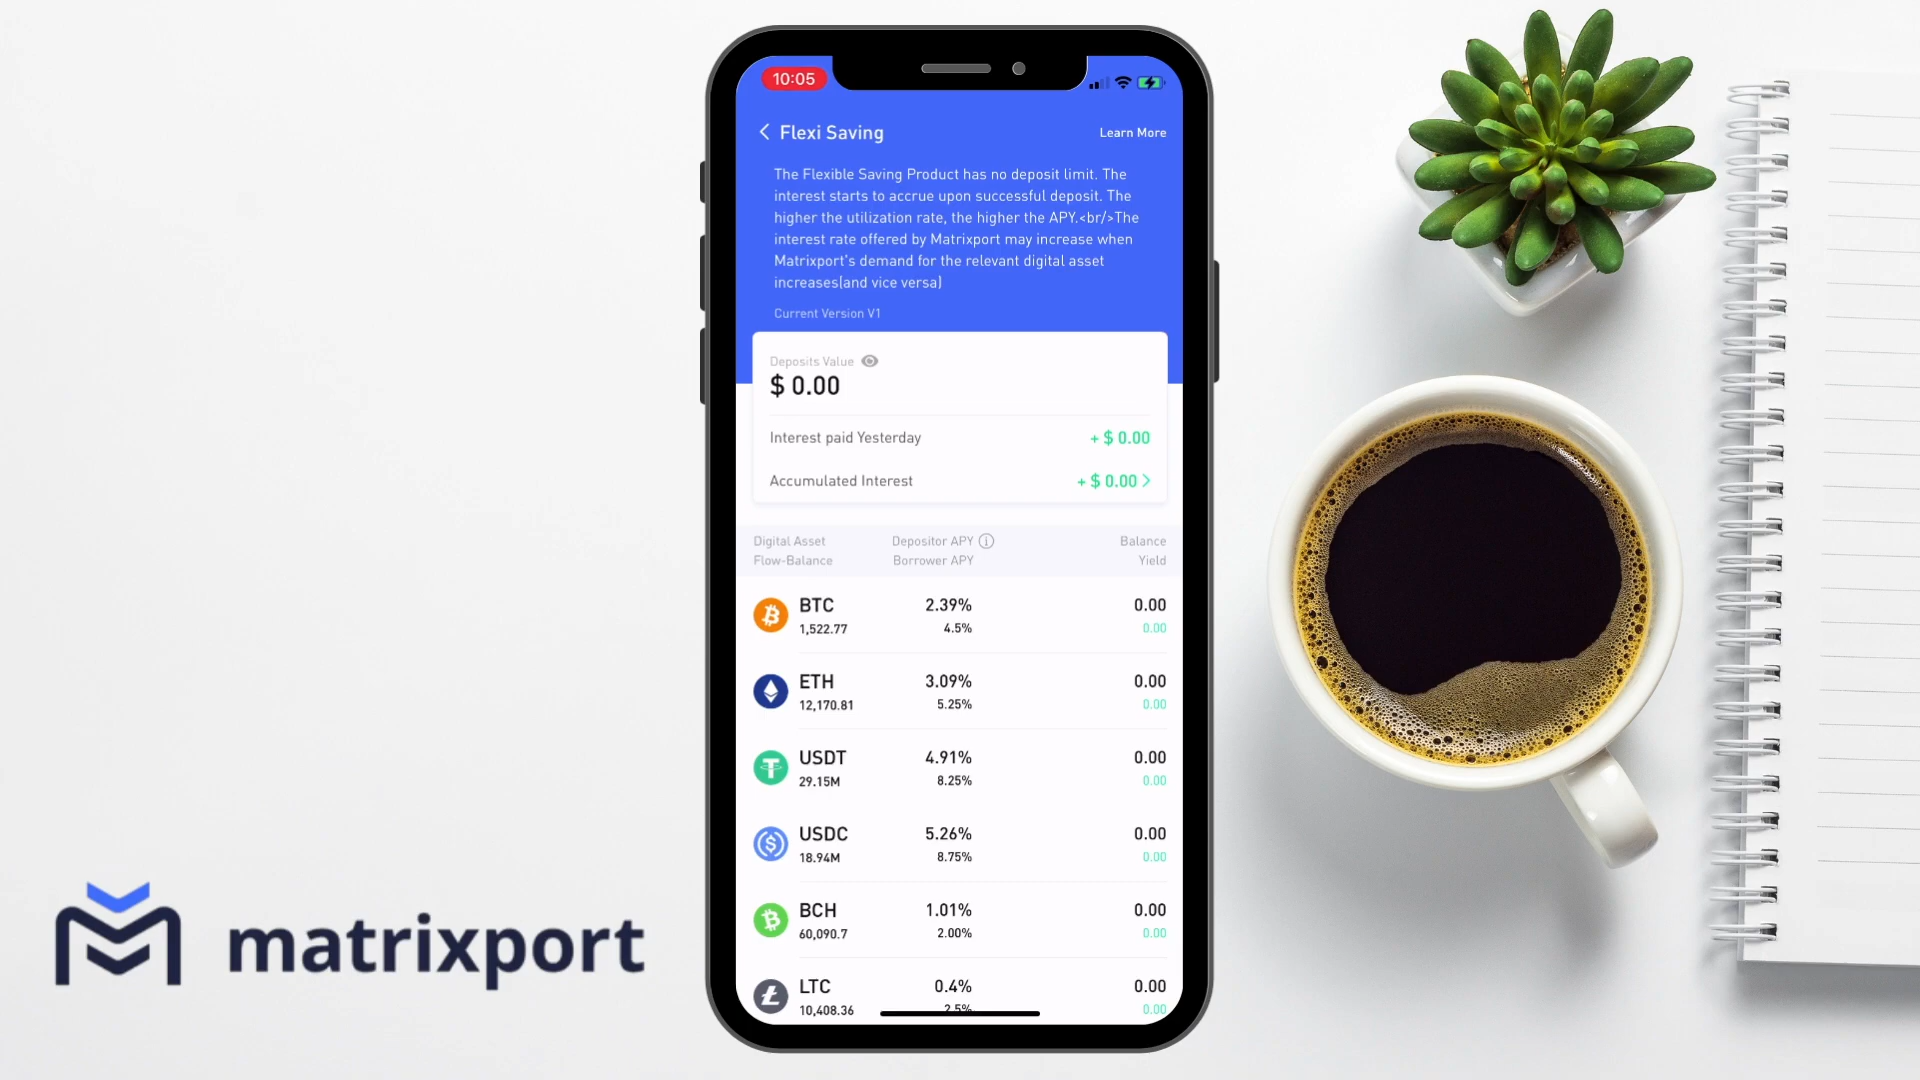 10:05
Flexi Saving
Learn More
The Flexible Saving Product has no deposit limit. The
interest starts to accrue upon successful deposit. The
higher the utilization rate, the higher the APY.<br/>The
interest rate offered by Matrixport may increase when
Matrixport's demand for the relevant digital asset
increases(and vice versa)
Current Version V1
Deposits Value
$ 0.00
Interest paid Yesterday + $ 0.00
Accumulated Interest + $ 0.00 >
Digital Asset Depositor APY Balance
Flow-Balance Borrower APY Yield
BTC 2.39% 0.00
1,522.77 4.5% 0.00
ETH 3.09% 0.00
12,170.81 5.25% 0.00
USDT 4.91% 0.00
29.15M 8.25% 0.00
USDC 5.26% 0.00
18.94M 8.75% 0.00
BCH 1.01% 0.00
60,090.7 2.00% 0.00
LTC 0.4% 0.00
10,408.36 2.5% 0.00
matrixport